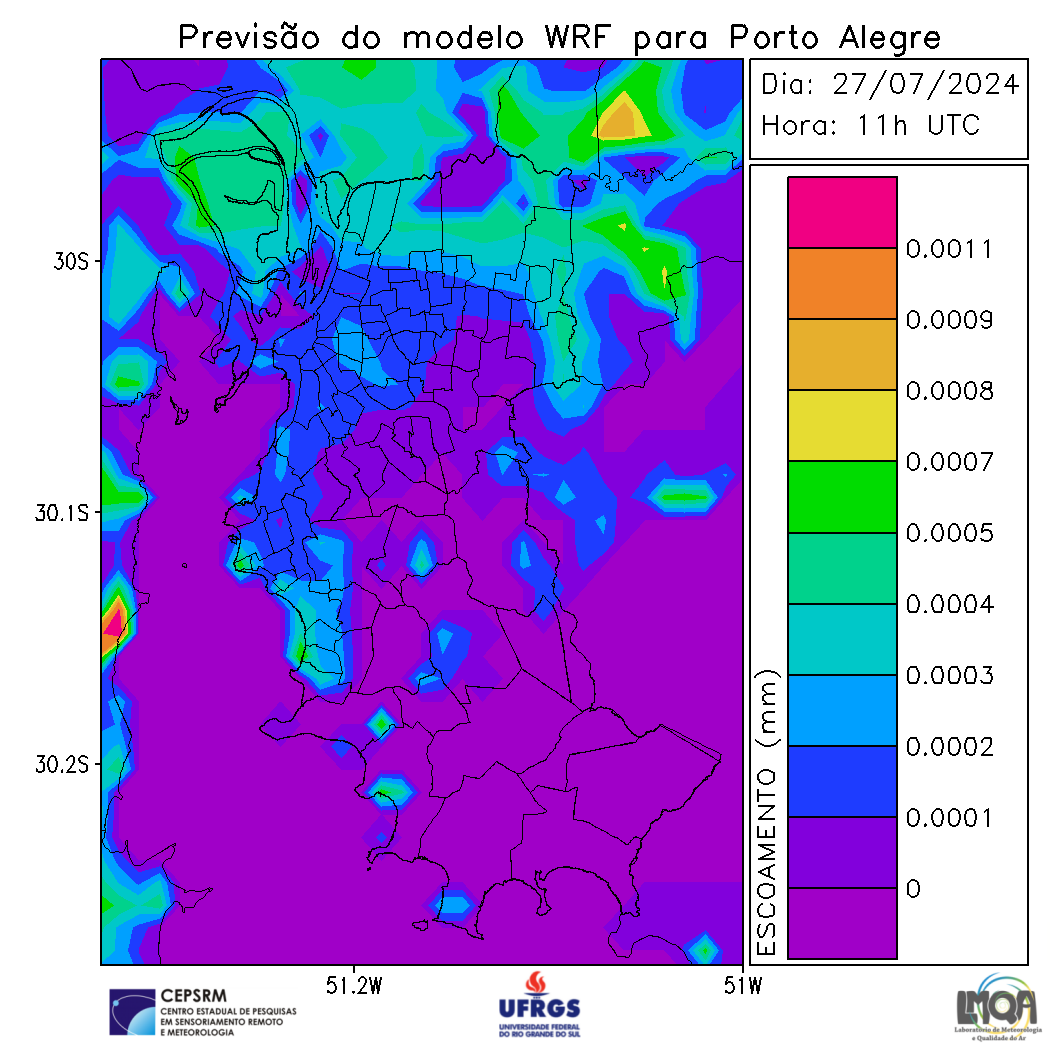 Previsão do modelo WRF para Porto Alegre
Dia: 27/07/2024
Hora: 11h UTC
0.0011
0.0009
0.0008
0.0007
0.0005
0.0004
0.0003
0.0002
0.0001
0
ESCOAMENTO (mm)
30S
30.1S
30.2S
51.2W
51W
CEPSRM
CENTRO ESTADUAL DE PESQUISAS
EM SENSORIAMENTO REMOTO
E METEOROLOGIA
UFRGS
UNIVERSIDADE FEDERAL
DO RIO GRANDE DO SUL
LMQA
Laboratório de Meteorologia
e Qualidade do Ar